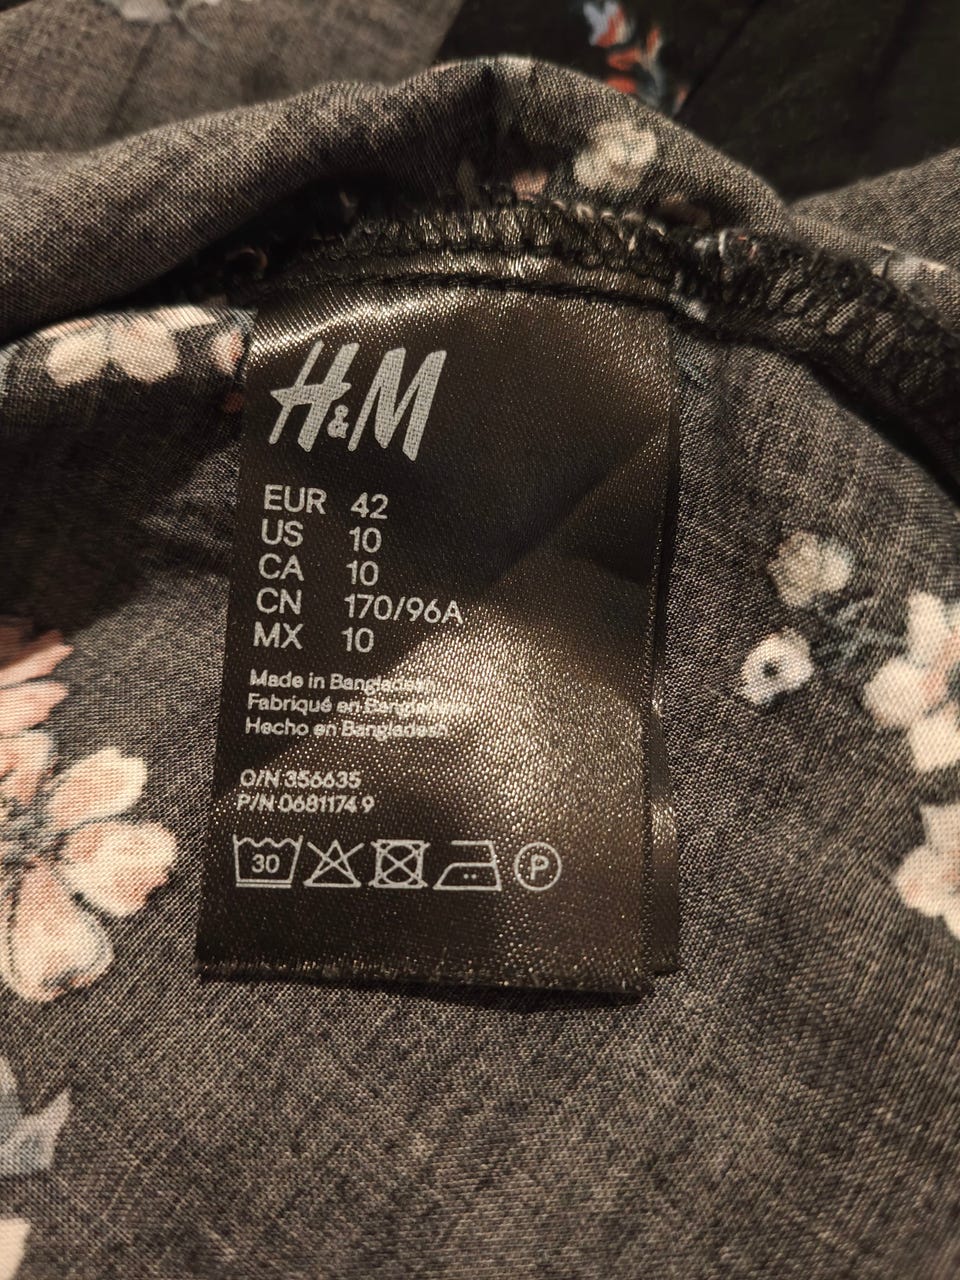 H&M
EUR 42
US 10
CA 10
CN 170/96A
MX 10
Made in Bangladesh
Fabriqué en Bangladesh
Hecho en Bangladesh
O/N 356635
P/N 0681174 9
30
P